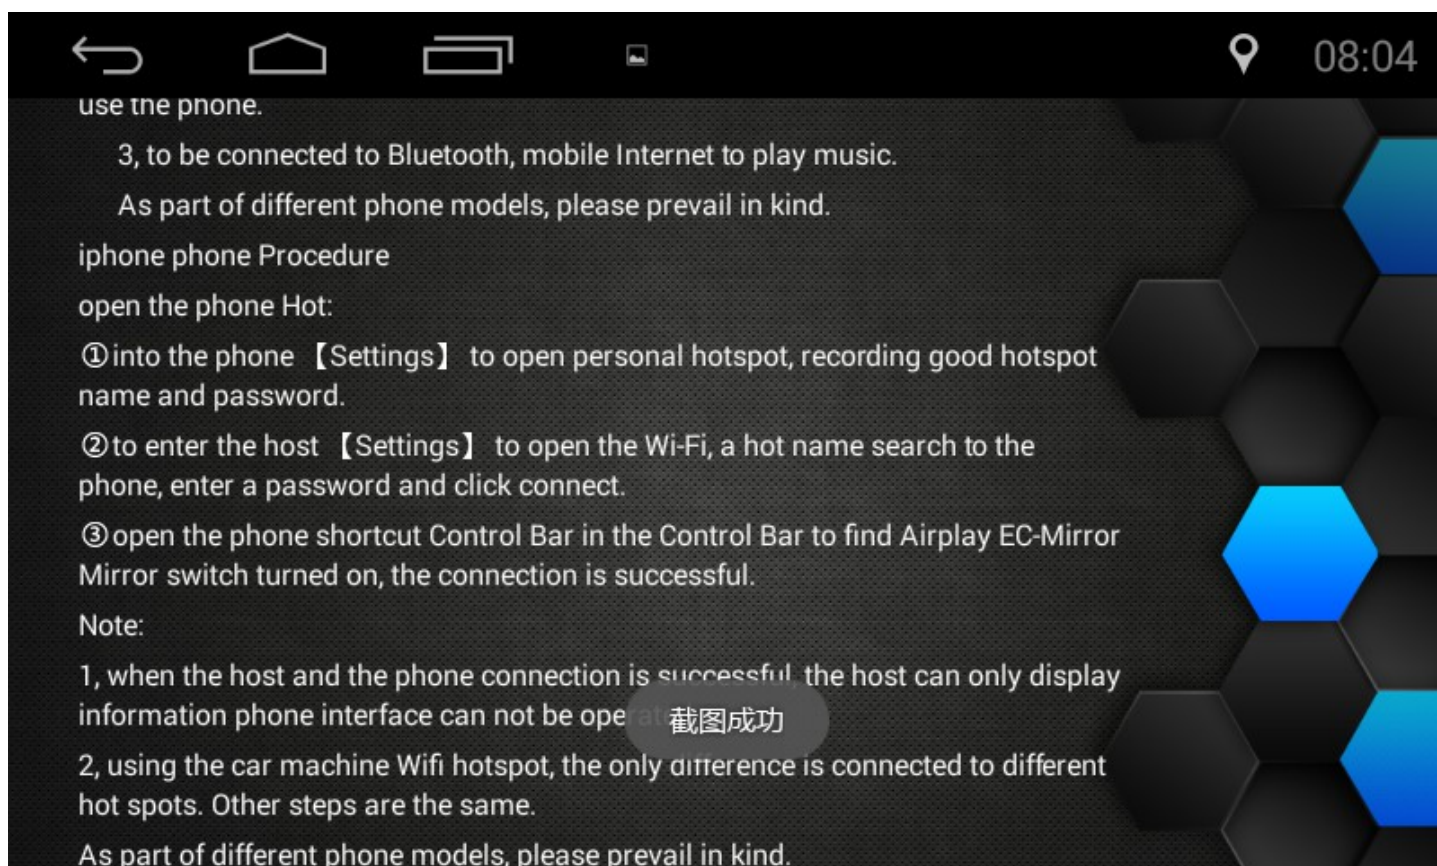 08:04
use the phone.
3, to be connected to Bluetooth, mobile Internet to play music.
As part of different phone models, please prevail in kind.
iphone phone Procedure
open the phone Hot:
①into the phone 【Settings】 to open personal hotspot, recording good hotspot
name and password.
②to enter the host 【Settings】 to open the Wi-Fi, a hot name search to the
phone, enter a password and click connect.
③open the phone shortcut Control Bar in the Control Bar to find Airplay EC-Mirror
Mirror switch turned on, the connection is successful.
Note:
1, when the host and the phone connection is successful, the host can only display
information phone interface can not be
截图成功
2, using the car machine Wifi hotspot, the only difference is connected to different
hot spots. Other steps are the same.
As part of different phone models, please prevail in kind.